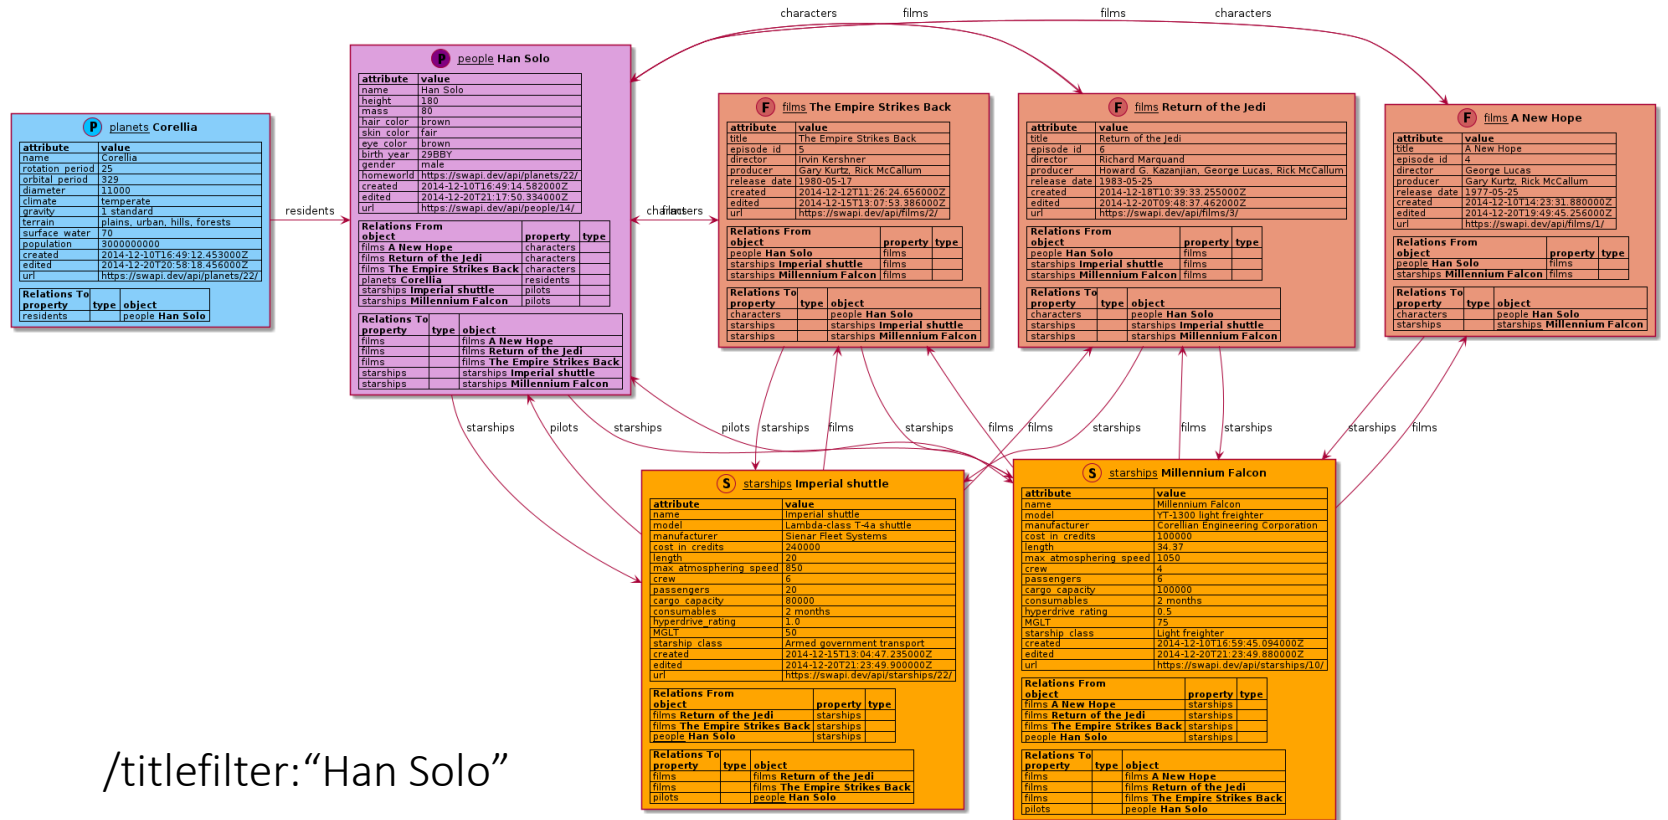 characters films films characters
P planets Corellia
attribute value
name Corellia
rotation_period 25
orbital_period 329
diameter 11000
climate temperate
gravity 1 standard
terrain plains, urban, hills, forests
surface_water 70
population 3000000000
created 2014-12-10T16:49:12.453000Z
edited 2014-12-20T20:58:18.456000Z
url https://swapi.dev/api/planets/22/
Relations To
property type object
residents people Han Solo
residents
P people Han Solo
attribute value
name Han Solo
height 180
mass 80
hair_color brown
skin_color fair
eye_color brown
birth_year 29BBY
gender male
homeworld https://swapi.dev/api/planets/22/
created 2014-12-10T16:49:14.582000Z
edited 2014-12-20T21:17:50.334000Z
url https://swapi.dev/api/people/14/
Relations From
object property type
films A New Hope characters
films Return of the Jedi characters
films The Empire Strikes Back characters
planets Corellia residents
starships Imperial shuttle pilots
starships Millennium Falcon pilots
Relations To
property type object
films films A New Hope
films films Return of the Jedi
films films The Empire Strikes Back
starships starships Imperial shuttle
starships starships Millennium Falcon
characters films
F films The Empire Strikes Back
attribute value
title The Empire Strikes Back
episode_id 5
director Irvin Kershner
producer Gary Kurtz, Rick McCallum
release_date 1980-05-17
created 2014-12-12T11:26:24.656000Z
edited 2014-12-15T13:07:53.386000Z
url https://swapi.dev/api/films/2/
Relations From
object property type
people Han Solo films
starships Imperial shuttle films
starships Millennium Falcon films
Relations To
property type object
characters people Han Solo
starships starships Imperial shuttle
starships starships Millennium Falcon
F films Return of the Jedi
attribute value
title Return of the Jedi
episode_id 6
director Richard Marquand
producer Howard G. Kazanjian, George Lucas, Rick McCallum
release_date 1983-05-25
created 2014-12-18T10:39:33.255000Z
edited 2014-12-20T09:48:37.462000Z
url https://swapi.dev/api/films/3/
Relations From
object property type
people Han Solo films
starships Imperial shuttle films
starships Millennium Falcon films
Relations To
property type object
characters people Han Solo
starships starships Imperial shuttle
starships starships Millennium Falcon
F films A New Hope
attribute value
title A New Hope
episode_id 4
director George Lucas
producer Gary Kurtz, Rick McCallum
release_date 1977-05-25
created 2014-12-10T14:23:31.880000Z
edited 2014-12-20T19:49:45.256000Z
url https://swapi.dev/api/films/1/
Relations From
object property type
people Han Solo films
starships Millennium Falcon films
Relations To
property type object
characters people Han Solo
starships starships Millennium Falcon
starships pilots starships pilots starships films starships films films starships films starships starships films
S starships Imperial shuttle
attribute value
name Imperial shuttle
model Lambda-class T-4a shuttle
manufacturer Sienar Fleet Systems
cost_in_credits 240000
length 20
max_atmosphering_speed 850
crew 6
passengers 20
cargo_capacity 80000
consumables 2 months
hyperdrive_rating 1.0
MGLT 50
starship_class Armed government transport
created 2014-12-15T13:04:47.235000Z
edited 2014-12-20T21:23:49.900000Z
url https://swapi.dev/api/starships/22/
Relations From
object property type
films Return of the Jedi starships
films The Empire Strikes Back starships
people Han Solo starships
Relations To
property type object
films films Return of the Jedi
films films The Empire Strikes Back
pilots people Han Solo
S starships Millennium Falcon
attribute value
name Millennium Falcon
model YT-1300 light freighter
manufacturer Corellian Engineering Corporation
cost_in_credits 100000
length 34.37
max_atmosphering_speed 1050
crew 4
passengers 6
cargo_capacity 100000
consumables 2 months
hyperdrive_rating 0.5
MGLT 75
starship_class Light freighter
created 2014-12-10T16:59:45.094000Z
edited 2014-12-20T21:23:49.880000Z
url https://swapi.dev/api/starships/10/
Relations From
object property type
films A New Hope starships
films Return of the Jedi starships
films The Empire Strikes Back starships
people Han Solo starships
Relations To
property type object
films films A New Hope
films films Return of the Jedi
films films The Empire Strikes Back
pilots people Han Solo
/titlefilter:“Han Solo”